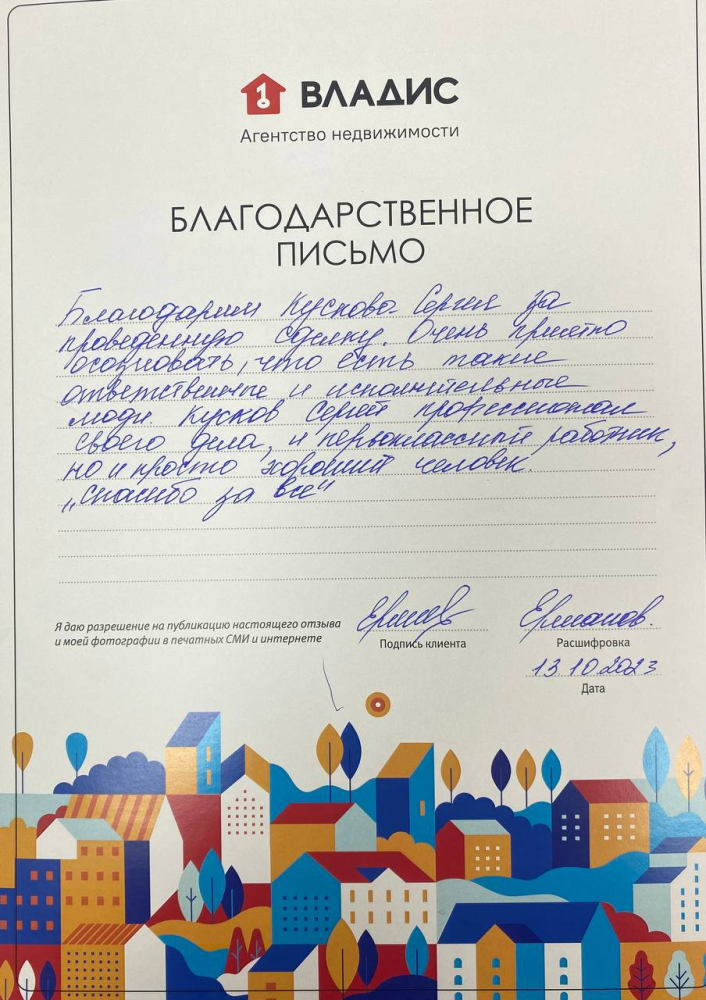 ВЛАДИС
Агентство недвижимости
БЛАГОДАРСТВЕННОЕ
ПИСЬМО
Благодарим Кускова Сергея за
проведенную сделку. Очень приятно
осозновать, что есть такие
ответственные и исполнительные
люди Кусков Сергей профессионал
своего дела, и первоклассный работник,
но и просто хороший человек.
„Спасибо за все"
Я даю разрешение на публикацию настоящего отзыва
и моей фотографии в печатных СМИ и интернете
Подпись клиента
Ермаков.
Расшифровка
13 10 2023
Дата